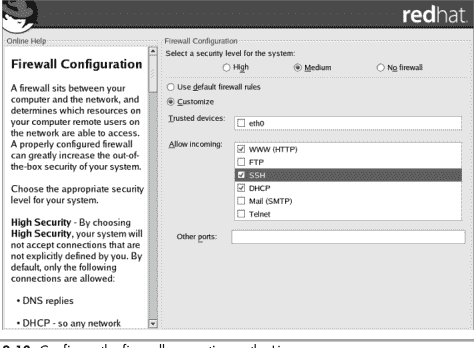 redhat.
Online Help
Firewall Configuration
A firewall sits between your
computer and the network, and
determines which resources on
your computer remote users on
the network are able to access.
A properly configured firewall
can greatly increase the out-of-
the-box security of your system.
Choose the appropriate security
level for your system.
High Security - By choosing
High Security, your system will
not accept connections that are
not explicitly defined by you. By
default, only the following
connections are allowed:
• DNS replies
• DHCP - so any network
Firewall Configuration
Select a security level for the system:
High Medium No firewall
Use default firewall rules
Customize
Trusted devices:
eth0
Allow incoming:
WWW (HTTP)
FTP
SSH
DHCP
Mail (SMTP)
Telnet
Other ports: